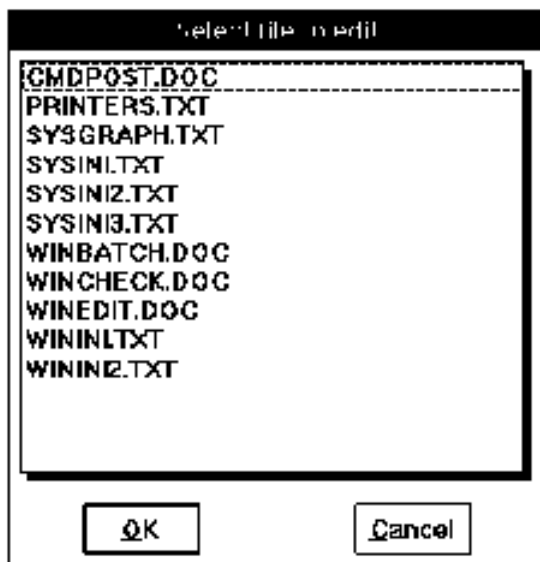 Select file to edit
CMDPOST.DOC
PRINTERS.TXT
SYSGRAPH.TXT
SYSINI.TXT
SYSINI2.TXT
SYSINI3.TXT
WINBATCH.DOC
WINCHECK.DOC
WINEDIT.DOC
WININI.TXT
WININI2.TXT
OK Cancel